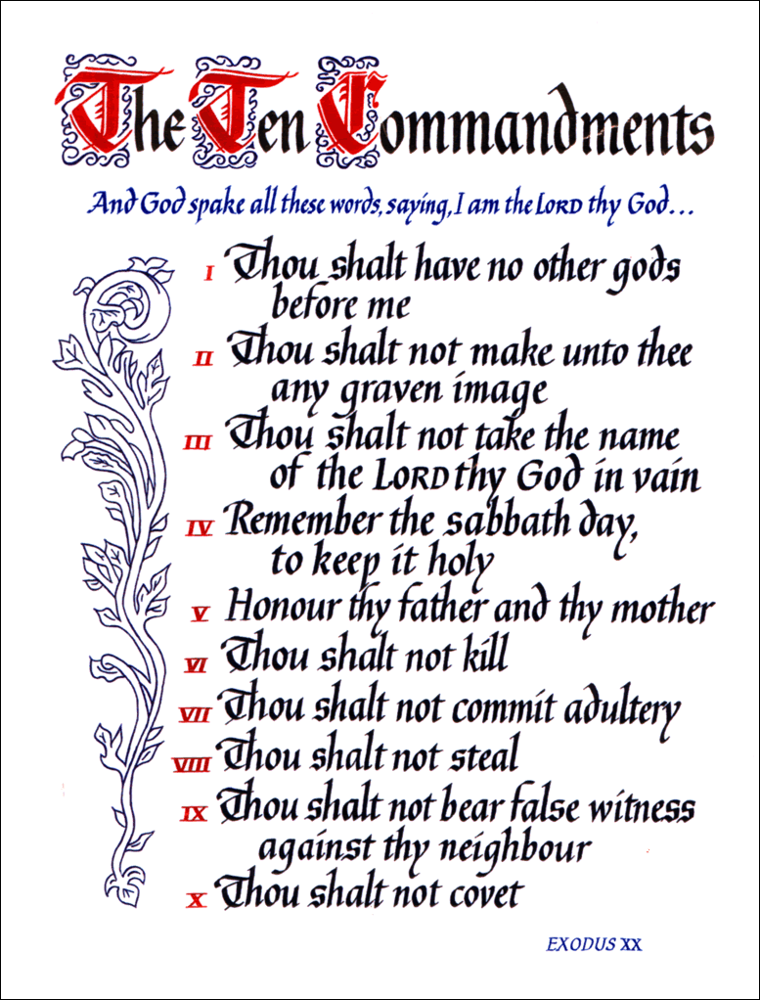 The Ten Commandments
And God spake all these words, saying, I am the LORD thy God...
I Thou shalt have no other gods
before me
II Thou shalt not make unto thee
any graven image
III Thou shalt not take the name
of the LORD thy God in vain
IV Remember the sabbath day,
to keep it holy
V Honour thy father and thy mother
VI Thou shalt not kill
VII Thou shalt not commit adultery
VIII Thou shalt not steal
IX Thou shalt not bear false witness
against thy neighbour
X Thou shalt not covet
EXODUS XX